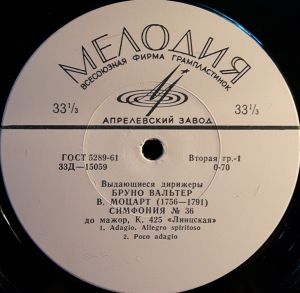 МЕЛОДИЯ
ВСЕСОЮЗНАЯ ФИРМА ГРАМПЛАСТИНОК
33⅓ 33⅓
АПРЕЛЕВСКИЙ ЗАВОД
ГОСТ 5289-61 Вторая гр.-1
33Д—15059 0-70
Выдающиеся дирижеры
БРУНО ВАЛЬТЕР
В. МОЦАРТ (1756—1791)
СИМФОНИЯ № 36
до мажор, К. 425 «Линцская»
1. Adagio. Allegro spiritoso
2. Poco adagio